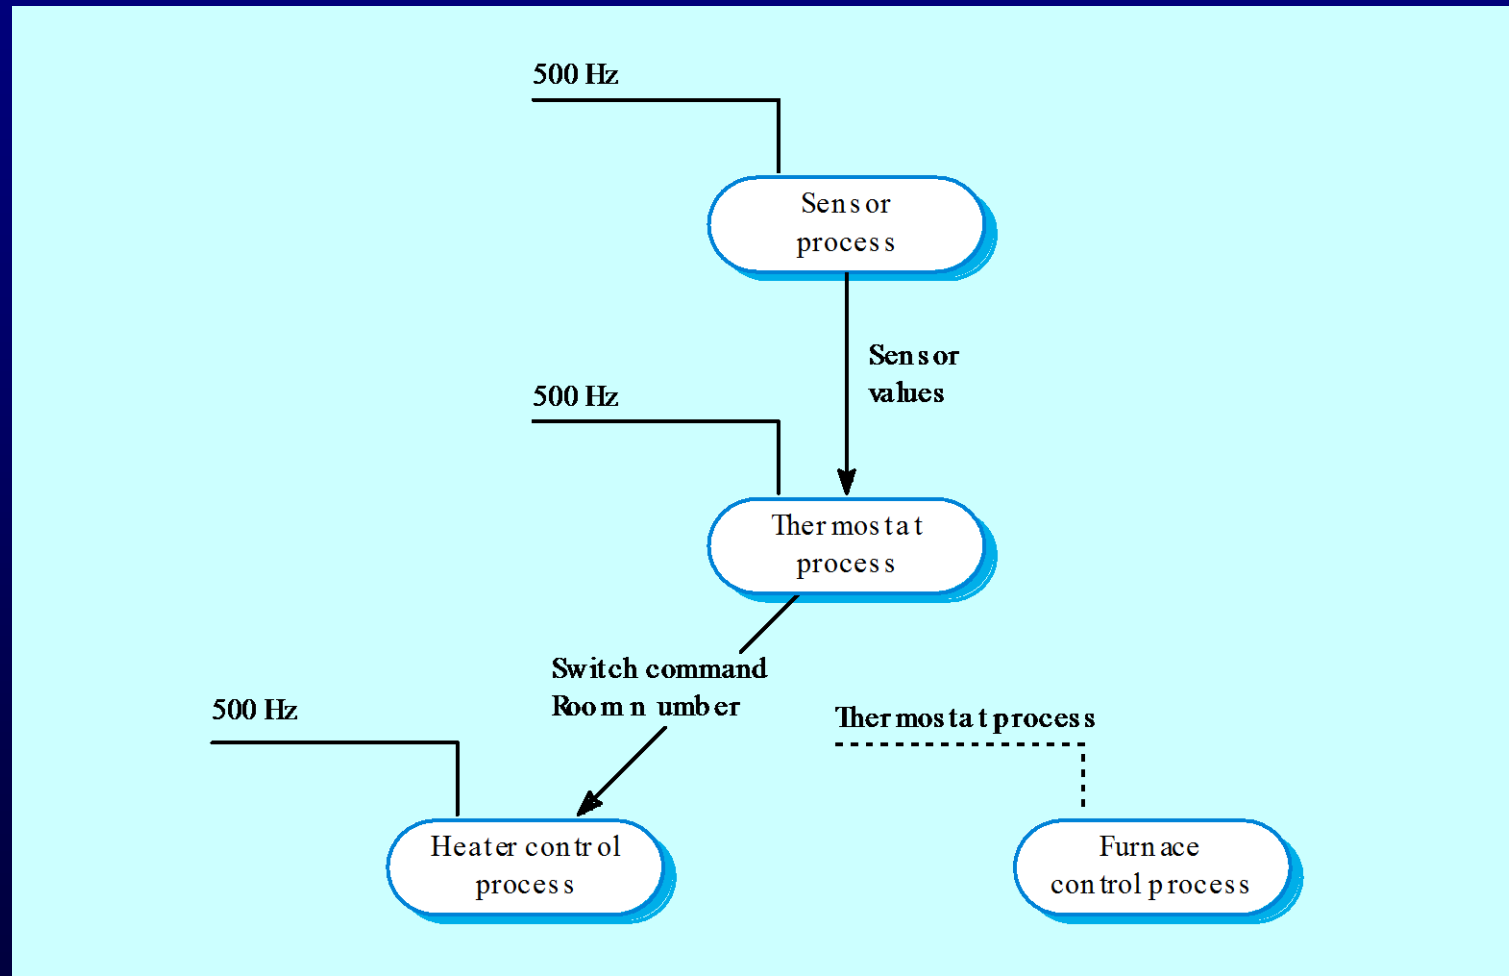 500 Hz
Sensor
process
Sensor
values
500 Hz
Thermostat
process
Switch command
Room number
500 Hz
Thermostat process
Heater control
process
Furnace
control process